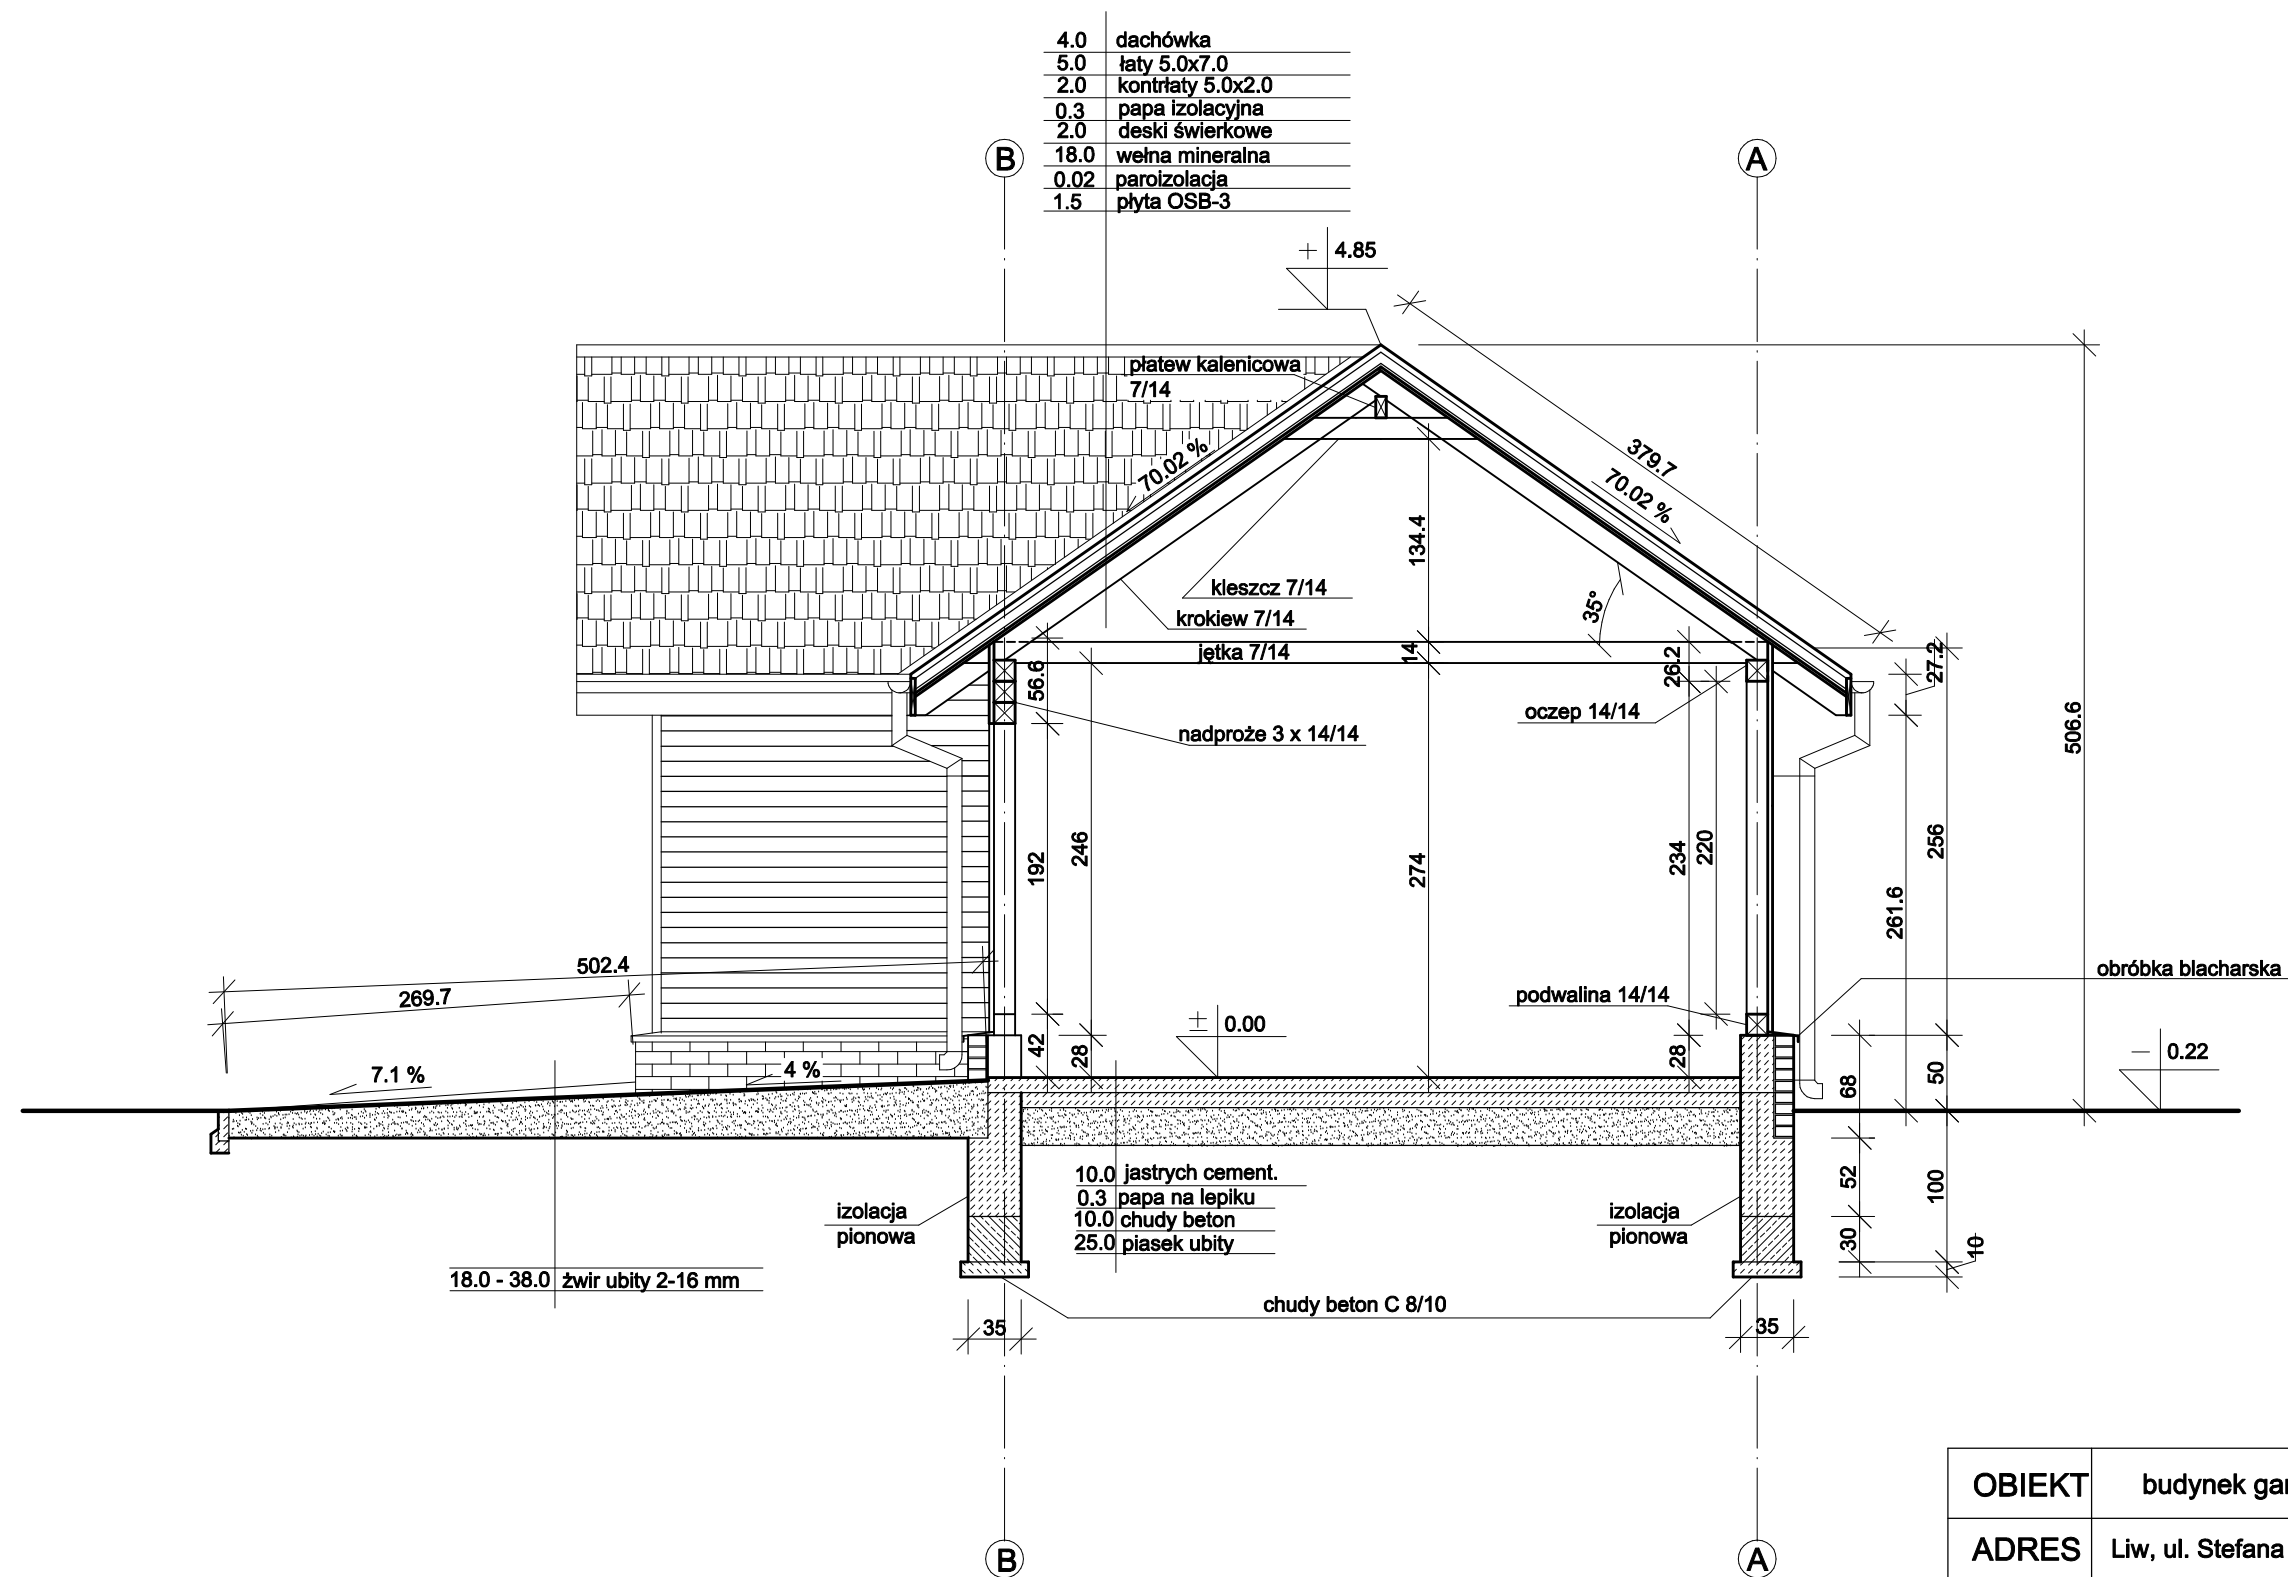 4.0 dachówka
5.0 łaty 5.0x7.0
2.0 kontrłaty 5.0x2.0
0.3 papa izolacyjna
2.0 deski świerkowe
18.0 wełna mineralna
0.02 paroizolacja
1.5 płyta OSB-3
B
A
+ 4.85
płatew kalenicowa
7/14
70.02 %
379.7
70.02 %
134.4
kleszcz 7/14
krokiew 7/14
35°
jętka 7/14
14
56.6
26.2
27.2
oczep 14/14
nadproże 3 x 14/14
506.6
192
246
274
234
220
256
261.6
502.4
269.7
obróbka blacharska
podwalina 14/14
± 0.00
42
28
28
− 0.22
7.1 %
4 %
68
50
10.0 jastrych cement.
0.3 papa na lepiku
10.0 chudy beton
25.0 piasek ubity
izolacja
pionowa
izolacja
pionowa
52
100
30
10
18.0 - 38.0 żwir ubity 2-16 mm
chudy beton C 8/10
35
35
B
A
OBIEKT budynek gar
ADRES Liw, ul. Stefana